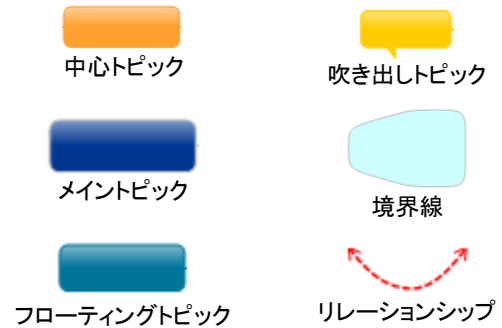 中心トピック
吹き出しトピック
メイントピック
境界線
フローティングトピック
リレーションシップ